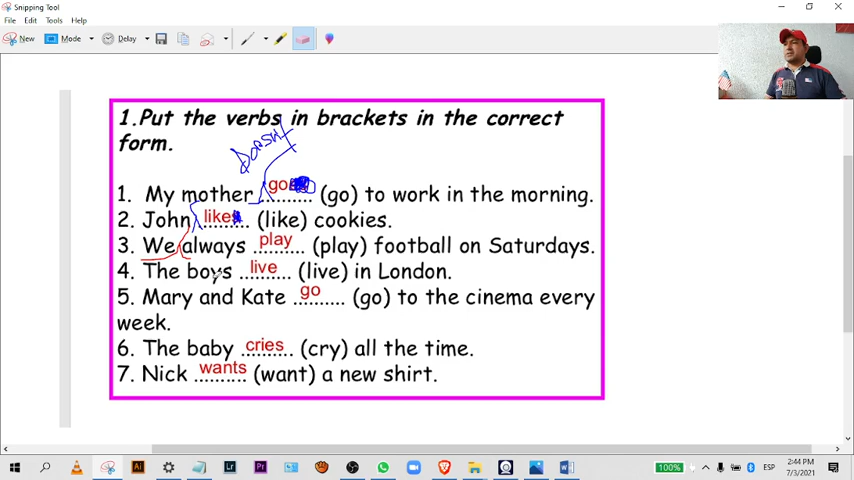 Snipping Tool
File Edit Tools Help
New Mode Delay
1.Put the verbs in brackets in the correct
form.
Doesn't
1. My mother go.......... (go) to work in the morning.
2. John like.......... (like) cookies.
3. We always play.......... (play) football on Saturdays.
4. The boys live.......... (live) in London.
5. Mary and Kate go.......... (go) to the cinema every
week.
6. The baby cries.......... (cry) all the time.
7. Nick wants.......... (want) a new shirt.
100% ESP 2:44 PM
7/3/2021